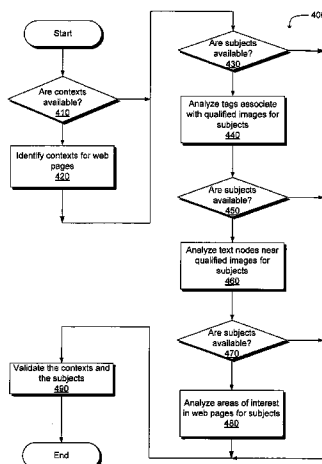 400
Start
Are contexts
available?
410
Identify contexts for web
pages
420
Are subjects
available?
430
Analyze tags associate
with qualified images for
subjects
440
Are subjects
available?
450
Analyze text nodes near
qualified images for
subjects
460
Are subjects
available?
470
Analyze areas of interest
in web pages for subjects
480
Validate the contexts and
the subjects
490
End